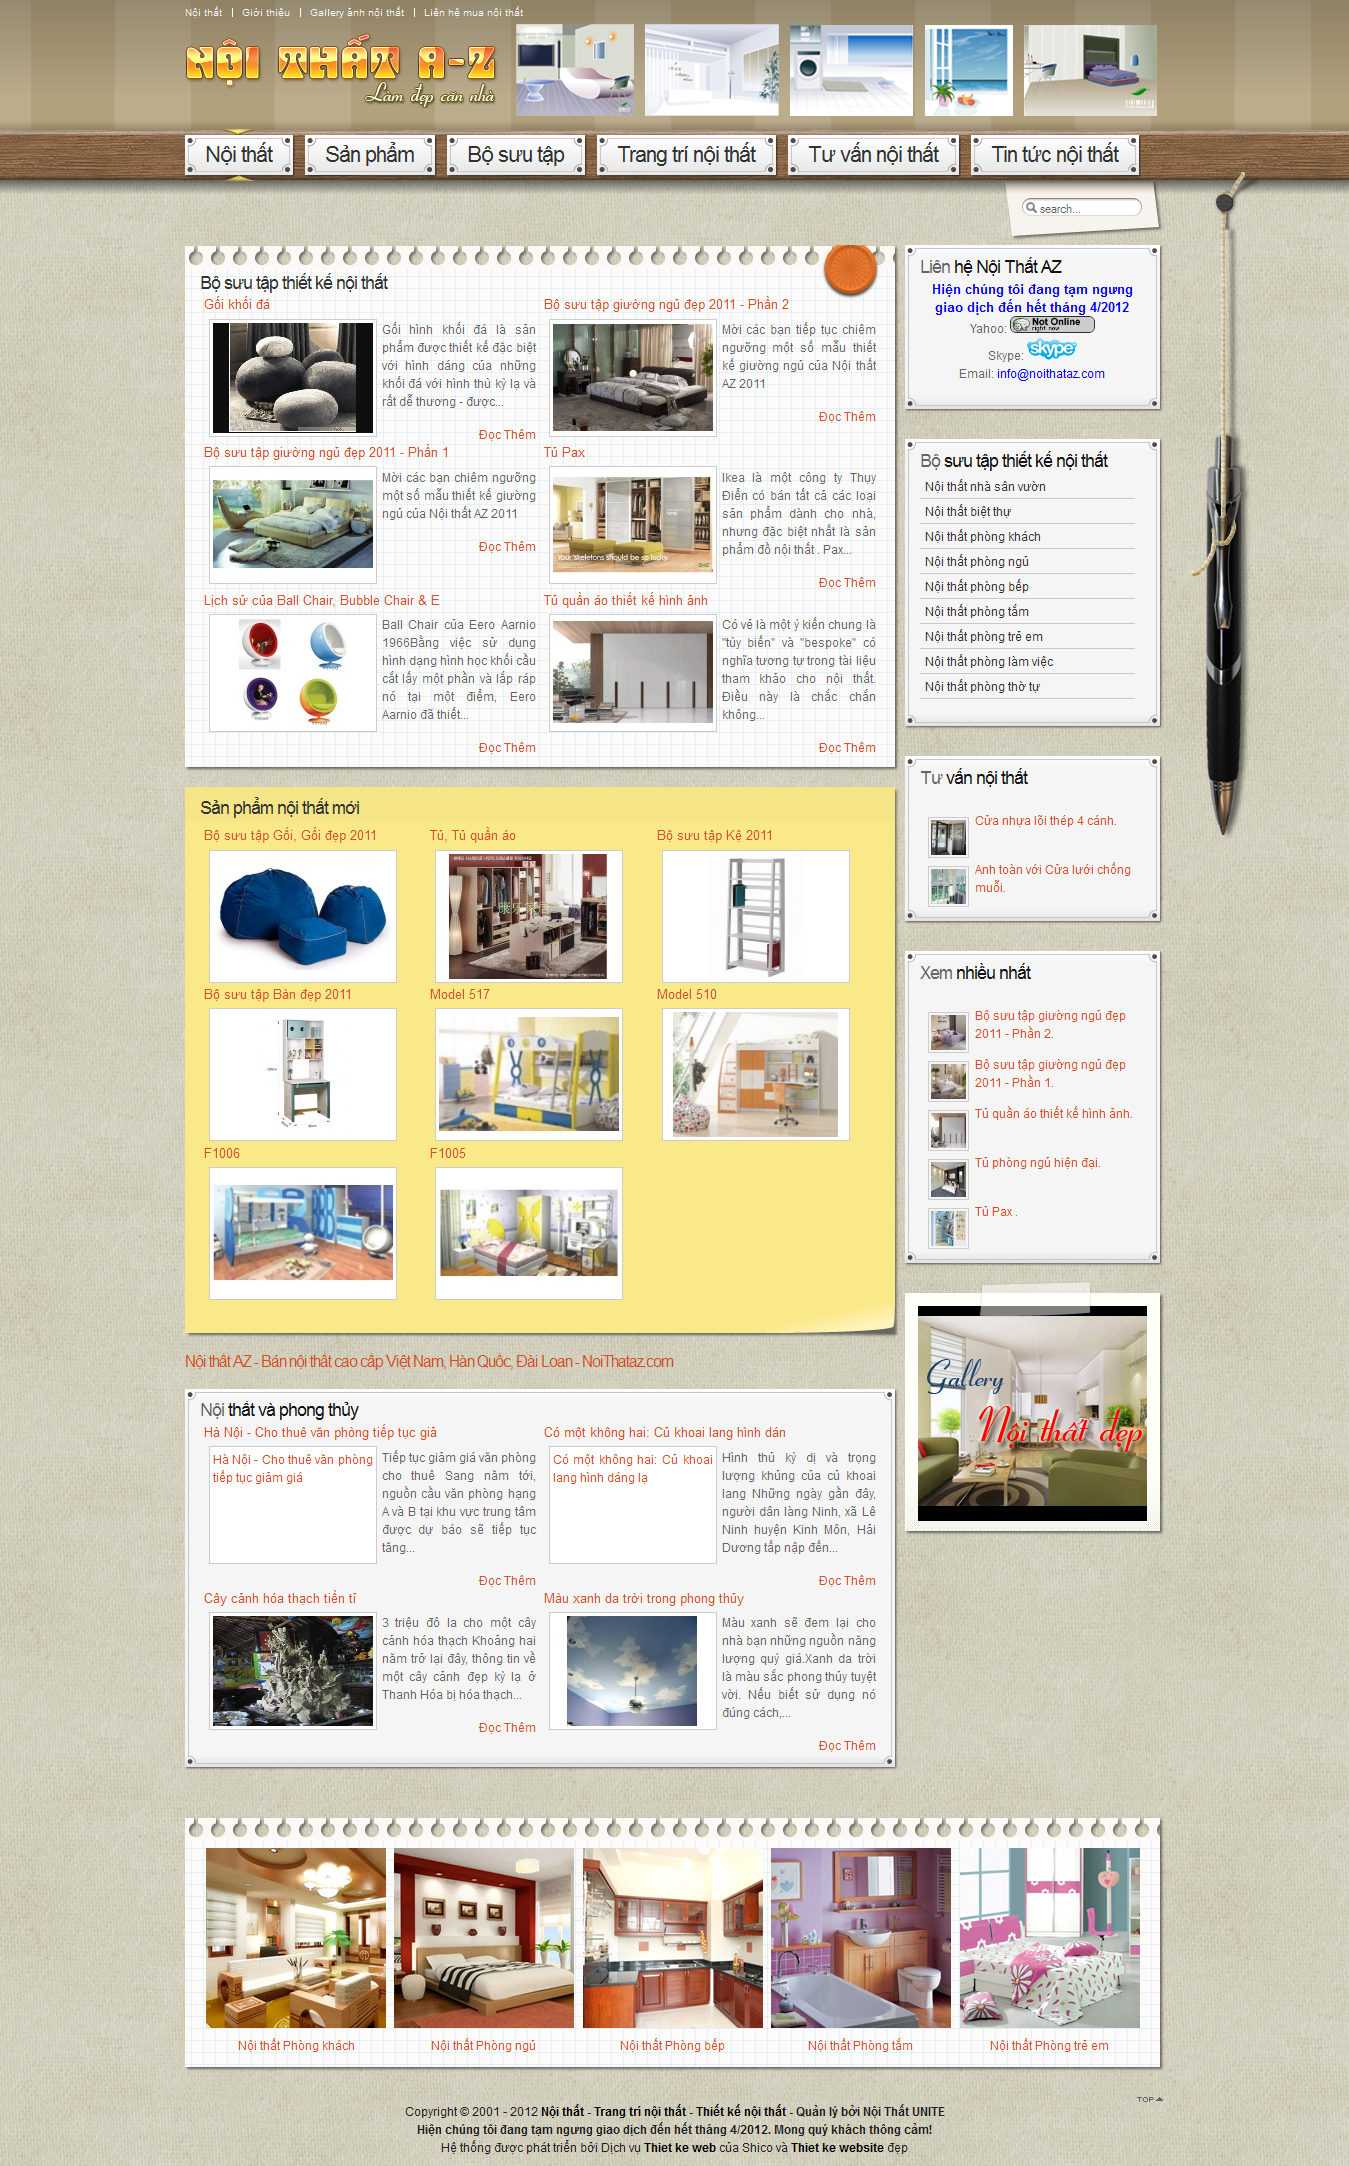 Nội thất
Giới thiệu
Gallery ảnh nội thất
Liên hệ mua nội thất
NỘI THẤT A-Z
Làm đẹp căn nhà
Nội thất
Sản phẩm
Bộ sưu tập
Trang trí nội thất
Tư vấn nội thất
Tin tức nội thất
search...
Bộ sưu tập thiết kế nội thất
Gối khối đá
Gối hình khối đá là sản
phẩm được thiết kế đặc biệt
với hình dáng của những
khối đá với hình thù kỳ lạ và
rất dễ thương - được...
Đọc Thêm
Bộ sưu tập giường ngủ đẹp 2011 - Phần 2
Mời các bạn tiếp tục chiêm
ngưỡng một số mẫu thiết
kế giường ngủ của Nội thất
AZ 2011
Đọc Thêm
Bộ sưu tập giường ngủ đẹp 2011 - Phần 1
Mời các bạn chiêm ngưỡng
một số mẫu thiết kế giường
ngủ của Nội thất AZ 2011
Đọc Thêm
Tủ Pax
Your skeletons should be so lucky.
Ikea là một công ty Thụy
Điển có bán tất cả các loại
sản phẩm dành cho nhà,
nhưng đặc biệt nhất là sản
phẩm đồ nội thất . Pax...
Đọc Thêm
Lịch sử của Ball Chair, Bubble Chair & E
Ball Chair của Eero Aarnio
1966Bằng việc sử dụng
hình dạng hình học khối cầu
cắt lấy một phần và lắp ráp
nó tại một điểm, Eero
Aarnio đã thiết...
Đọc Thêm
Tủ quần áo thiết kế hình ảnh
Có vẻ là một ý kiến chung là
"tùy biến" và "bespoke" có
nghĩa tương tự trong tài liệu
tham khảo cho nội thất.
Điều này là chắc chắn
không...
Đọc Thêm
Sản phẩm nội thất mới
Bộ sưu tập Gối, Gối đẹp 2011
Tủ, Tủ quần áo
Bộ sưu tập Kệ 2011
Bộ sưu tập Bàn đẹp 2011
Model 517
Model 510
F1006
F1005
Nội thất AZ - Bán nội thất cao cấp Việt Nam, Hàn Quốc, Đài Loan - NoiThataz.com
Nội thất và phong thủy
Hà Nội - Cho thuê văn phòng tiếp tục giả
Hà Nội - Cho thuê văn phòng
tiếp tục giảm giá
Tiếp tục giảm giá văn phòng
cho thuê Sang năm tới,
nguồn cầu văn phòng hạng
A và B tại khu vực trung tâm
được dự báo sẽ tiếp tục
tăng...
Đọc Thêm
Có một không hai: Củ khoai lang hình dán
Có một không hai: Củ khoai
lang hình dáng lạ
Hình thủ kỳ dị và trọng
lượng khủng của củ khoai
lang Những ngày gần đây,
người dân làng Ninh, xã Lê
Ninh huyện Kinh Môn, Hải
Dương tấp nập đến...
Đọc Thêm
Cây cảnh hóa thạch tiền tỉ
3 triệu đô la cho một cây
cảnh hóa thạch Khoảng hai
năm trở lại đây, thông tin về
một cây cảnh đẹp kỳ lạ ở
Thanh Hóa bị hóa thạch...
Đọc Thêm
Màu xanh da trời trong phong thủy
Màu xanh sẽ đem lại cho
nhà bạn những nguồn năng
lượng quý giá.Xanh da trời
là màu sắc phong thủy tuyệt
vời. Nếu biết sử dụng nó
đúng cách,...
Đọc Thêm
Liên hệ Nội Thất AZ
Hiện chúng tôi đang tạm ngưng
giao dịch đến hết tháng 4/2012
Yahoo: Not Online
right now
Skype: skype
Email: info@noithataz.com
Bộ sưu tập thiết kế nội thất
Nội thất nhà sân vườn
Nội thất biệt thự
Nội thất phòng khách
Nội thất phòng ngủ
Nội thất phòng bếp
Nội thất phòng tắm
Nội thất phòng trẻ em
Nội thất phòng làm việc
Nội thất phòng thờ tự
Tư vấn nội thất
Cửa nhựa lõi thép 4 cánh.
Anh toàn với Cửa lưới chống
muỗi.
Xem nhiều nhất
Bộ sưu tập giường ngủ đẹp
2011 - Phần 2.
Bộ sưu tập giường ngủ đẹp
2011 - Phần 1.
Tủ quần áo thiết kế hình ảnh.
Tủ phòng ngủ hiện đại.
Tủ Pax .
Gallery
Nội thất đẹp
Nội thất Phòng khách
Nội thất Phòng ngủ
Nội thất Phòng bếp
Nội thất Phòng tắm
Nội thất Phòng trẻ em
TOP
Copyright © 2001 - 2012 Nội thất - Trang trí nội thất - Thiết kế nội thất - Quản lý bởi Nội Thất UNITE
Hiện chúng tôi đang tạm ngưng giao dịch đến hết tháng 4/2012. Mong quý khách thông cảm!
Hệ thống được phát triển bởi Dịch vụ Thiet ke web của Shico và Thiet ke website đẹp